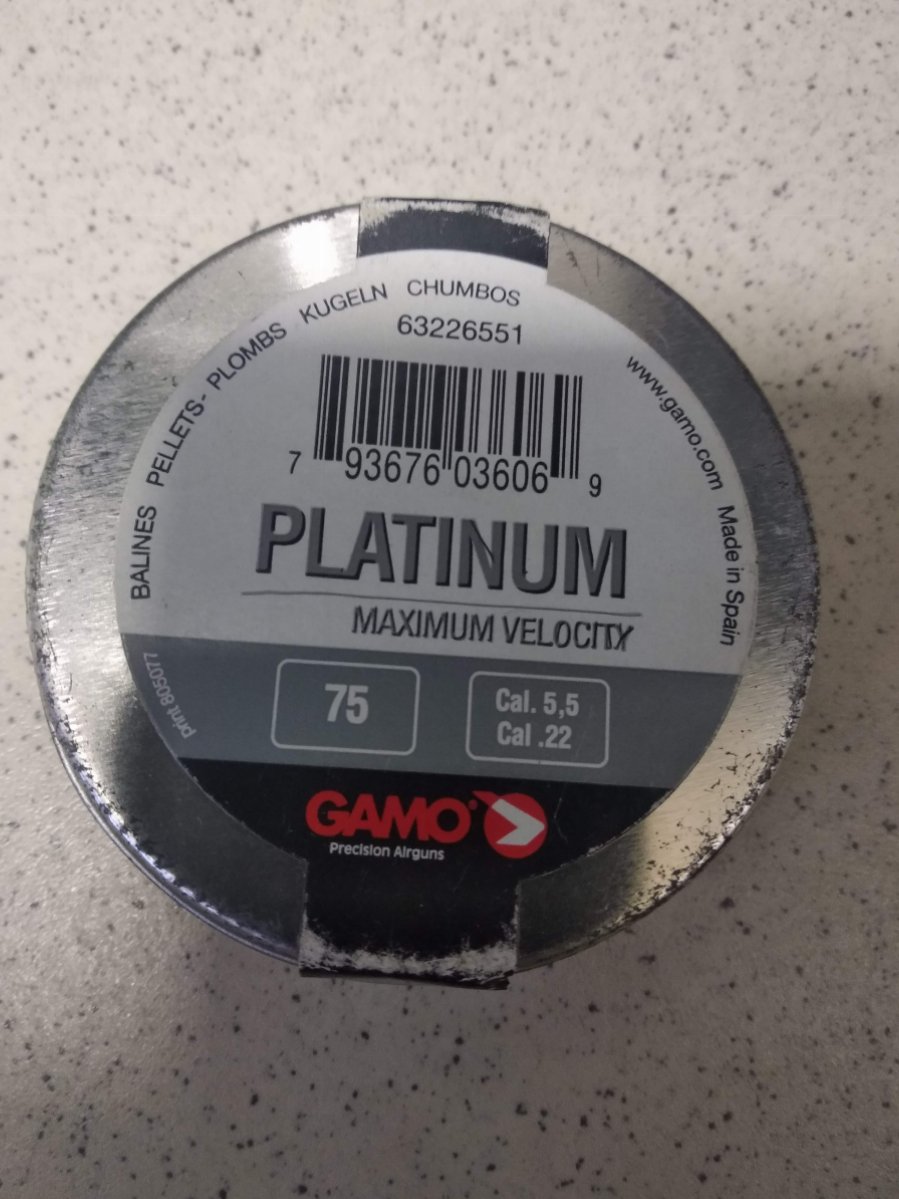 BALINES PELLETS- PLOMBS KUGELN CHUMBOS
63226551
www.gamo.com Made in Spain
7 93676 03606 9
PLATINUM
MAXIMUM VELOCITY
75
Cal. 5,5
Cal .22
print 805077
GAMO®
Precision Airguns